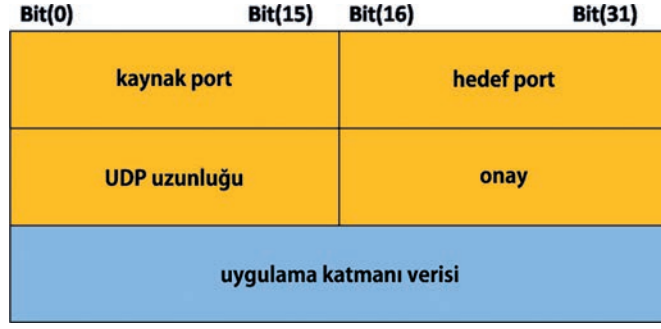 Bit(0) Bit(15) Bit(16) Bit(31)
kaynak port hedef port
UDP uzunluğu onay
uygulama katmanı verisi